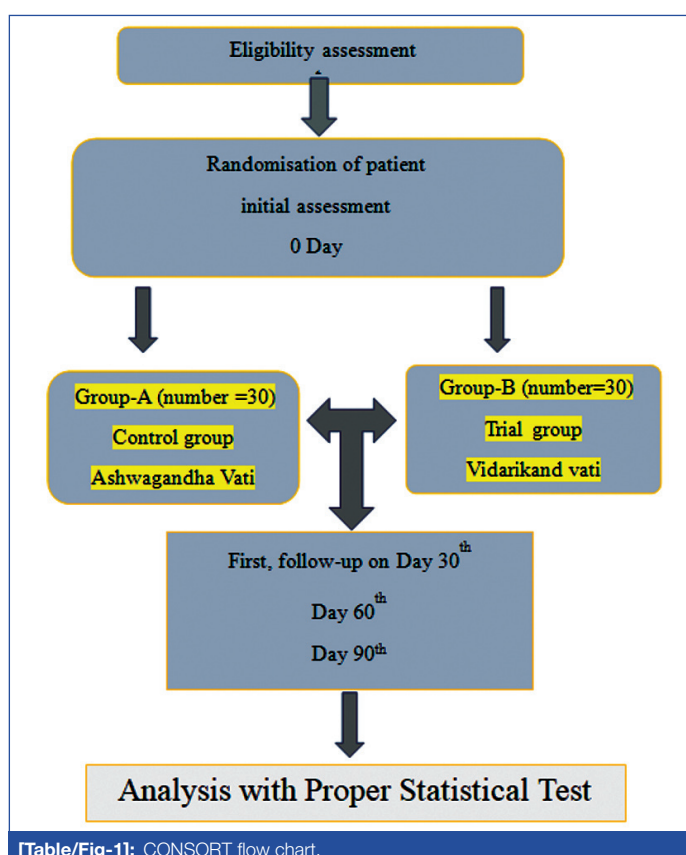 Eligibility assessment
Randomisation of patient
initial assessment
0 Day
Group-A (number =30)
Control group
Ashwagandha Vati
Group-B (number=30)
Trial group
Vidarikand vati
First, follow-up on Day 30th
Day 60th
Day 90th
Analysis with Proper Statistical Test
[Table/Fig-1]: CONSORT flow chart.